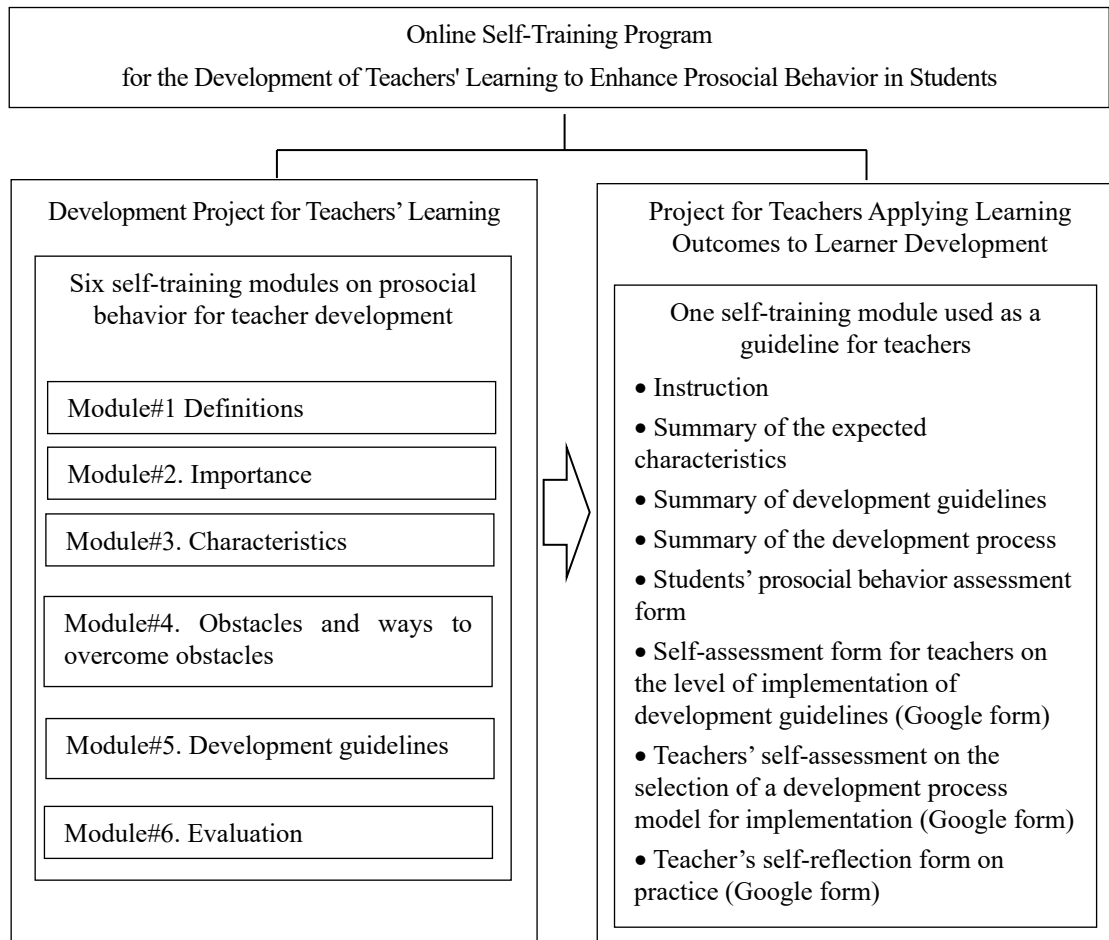 Online Self-Training Program
for the Development of Teachers' Learning to Enhance Prosocial Behavior in Students
Development Project for Teachers’ Learning
Six self-training modules on prosocial
behavior for teacher development
Module#1 Definitions
Module#2. Importance
Module#3. Characteristics
Module#4. Obstacles and ways to
overcome obstacles
Module#5. Development guidelines
Module#6. Evaluation
Project for Teachers Applying Learning
Outcomes to Learner Development
One self-training module used as a
guideline for teachers
• Instruction
• Summary of the expected
characteristics
• Summary of development guidelines
• Summary of the development process
• Students’ prosocial behavior assessment
form
• Self-assessment form for teachers on
the level of implementation of
development guidelines (Google form)
• Teachers’ self-assessment on the
selection of a development process
model for implementation (Google form)
• Teacher’s self-reflection form on
practice (Google form)